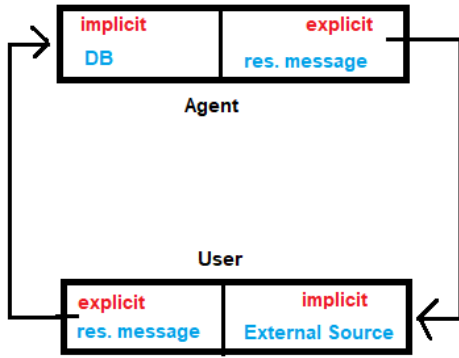 implicit explicit
DB res. message
Agent
User
explicit implicit
res. message External Source